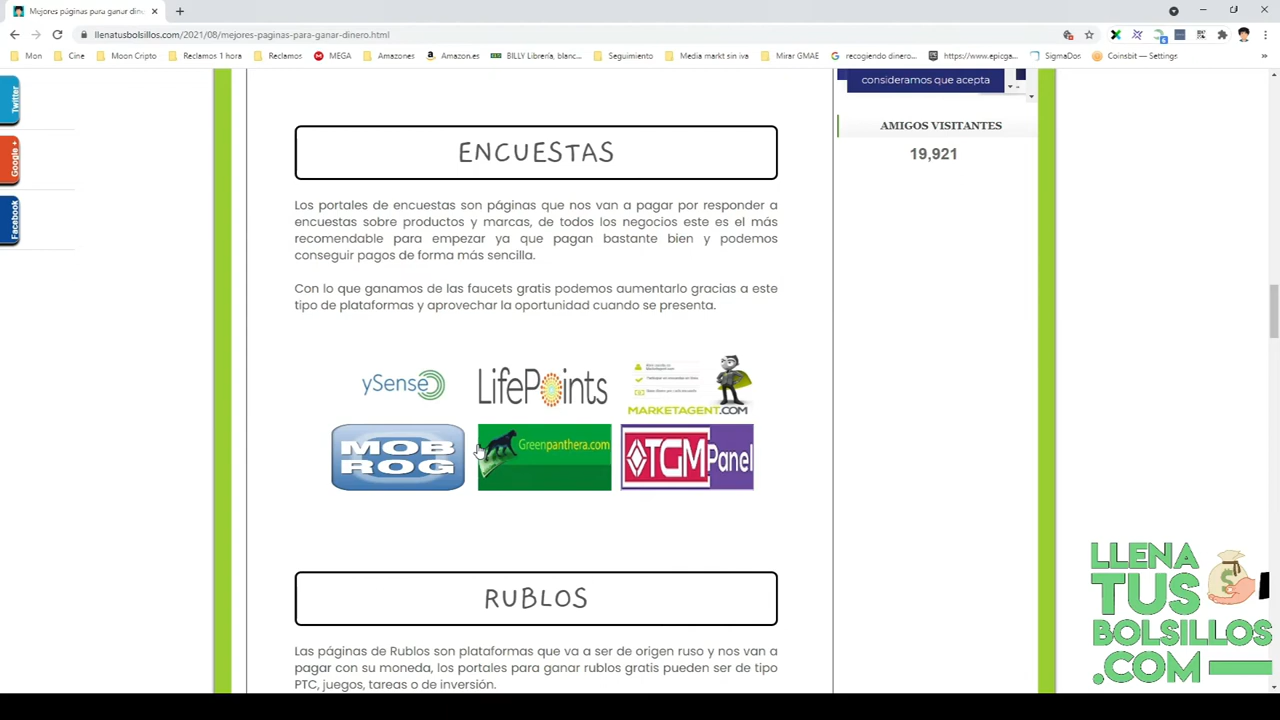 Mejores páginas para ganar din
llenatusbolsillos.com/2021/08/mejores-paginas-para-ganar-dinero.html
Mon
Cine
Moon Cripto
Reclamos 1 hora
Reclamos
MEGA
Amazones
Amazon.es
BILLY Librería, blanc...
Seguimiento
Media markt sin iva
Mirar GMAE
recogiendo dinero...
https://www.epicga...
SigmaDos
Coinsbit — Settings
Twitter
Google +
Facebook
consideramos que acepta
AMIGOS VISITANTES
19,921
ENCUESTAS
Los portales de encuestas son páginas que nos van a pagar por responder a
encuestas sobre productos y marcas, de todos los negocios este es el más
recomendable para empezar ya que pagan bastante bien y podemos
conseguir pagos de forma más sencilla.
Con lo que ganamos de las faucets gratis podemos aumentarlo gracias a este
tipo de plataformas y aprovechar la oportunidad cuando se presenta.
ySense
LifePoints
MARKETAGENT.COM
MOB
ROG
Greenpanthera.com
TGM Panel
RUBLOS
Las páginas de Rublos son plataformas que va a ser de origen ruso y nos van a
pagar con su moneda, los portales para ganar rublos gratis pueden ser de tipo
PTC, juegos, tareas o de inversión.
LLENA
TUS
BOLSILLOS
.COM